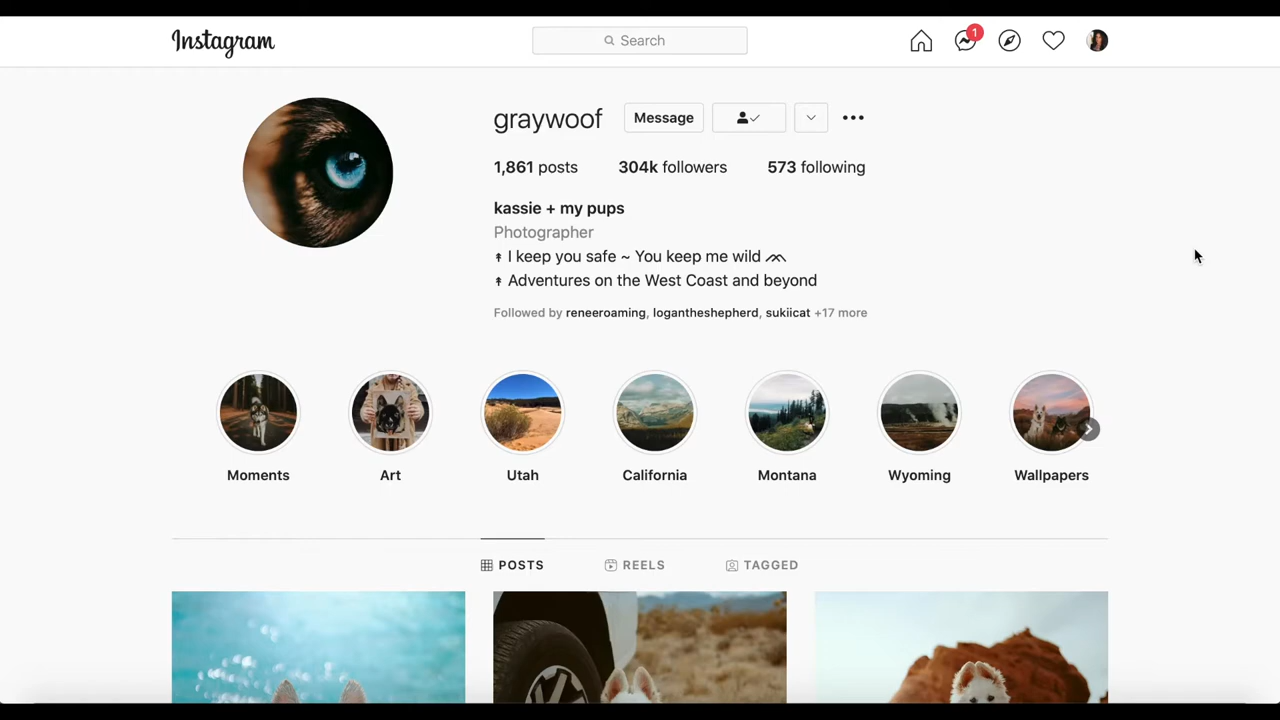 Instagram
Search
1
graywoof
Message
1,861 posts 304k followers 573 following
kassie + my pups
Photographer
↟ I keep you safe ~ You keep me wild ᨒ
↟ Adventures on the West Coast and beyond
Followed by reneeroaming, logantheshepherd, sukiicat +17 more
Moments Art Utah California Montana Wyoming Wallpapers
POSTS REELS TAGGED